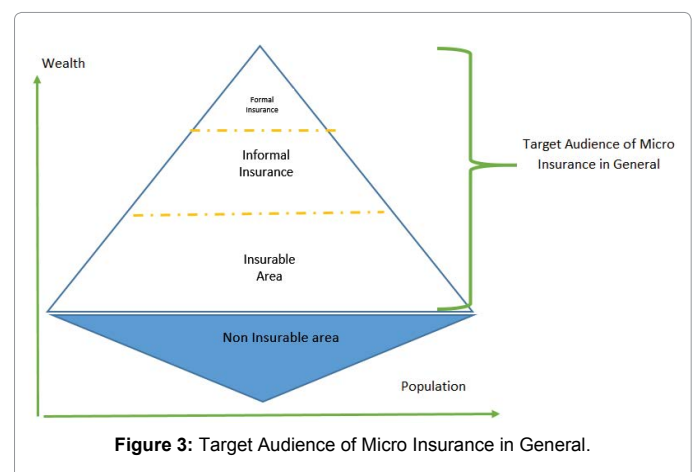 Wealth
Formal
Insurance
Informal
Insurance
Target Audience of Micro
Insurance in General
Insurable
Area
Non Insurable area
Population
Figure 3: Target Audience of Micro Insurance in General.